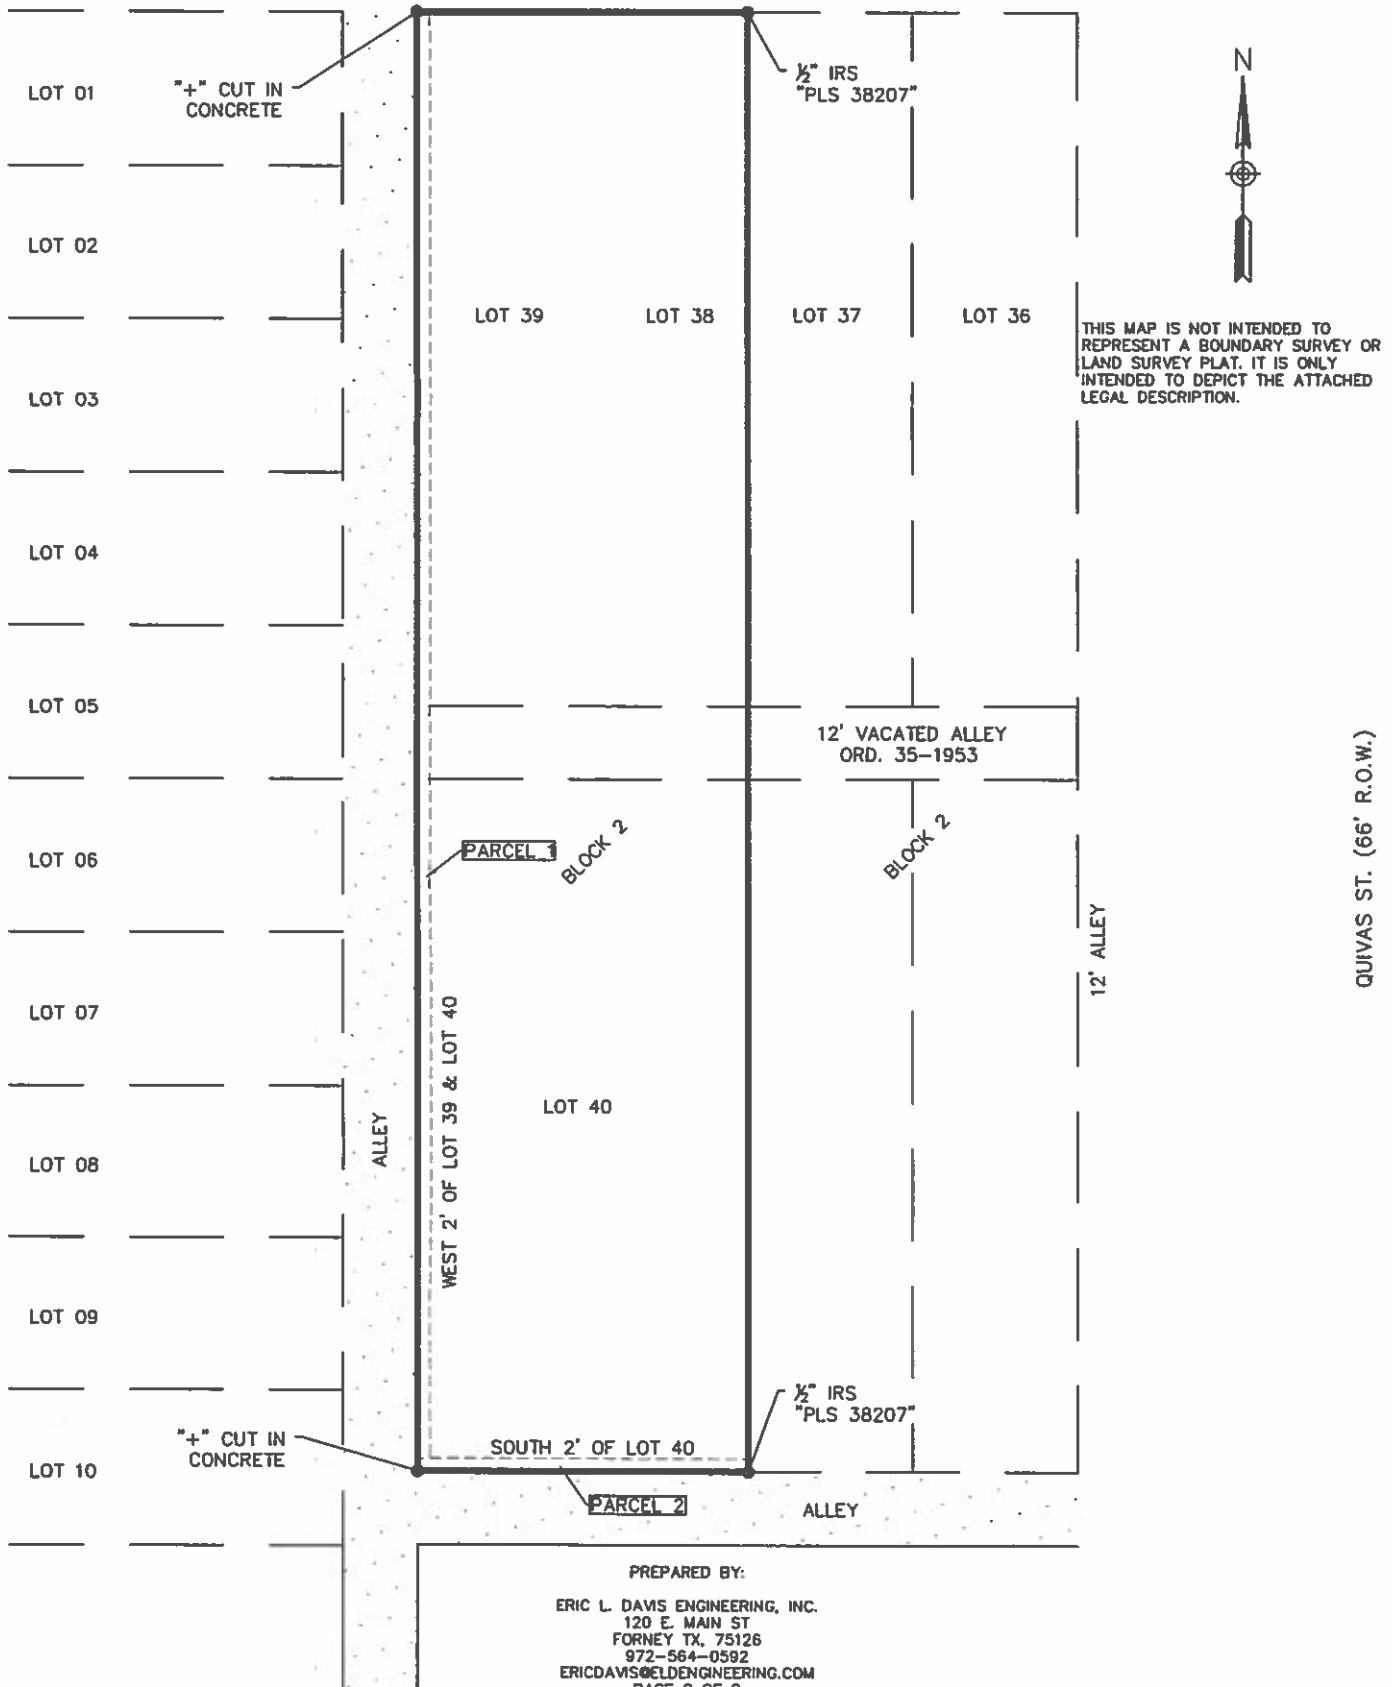 N
LOT 01
"+" CUT IN
CONCRETE
½" IRS
"PLS 38207"
LOT 02
LOT 39
LOT 38
LOT 37
LOT 36
THIS MAP IS NOT INTENDED TO
REPRESENT A BOUNDARY SURVEY OR
LAND SURVEY PLAT. IT IS ONLY
INTENDED TO DEPICT THE ATTACHED
LEGAL DESCRIPTION.
LOT 03
LOT 04
LOT 05
12' VACATED ALLEY
ORD. 35-1953
QUIVAS ST. (66' R.O.W.)
LOT 06
PARCEL 1
BLOCK 2
BLOCK 2
12' ALLEY
LOT 07
WEST 2' OF LOT 39 & LOT 40
LOT 40
ALLEY
LOT 08
LOT 09
"+" CUT IN
CONCRETE
½" IRS
"PLS 38207"
LOT 10
SOUTH 2' OF LOT 40
PARCEL 2
ALLEY
PREPARED BY:
ERIC L. DAVIS ENGINEERING, INC.
120 E. MAIN ST
FORNEY TX, 75126
972-564-0592
ERICDAVIS@ELDENGINEERING.COM